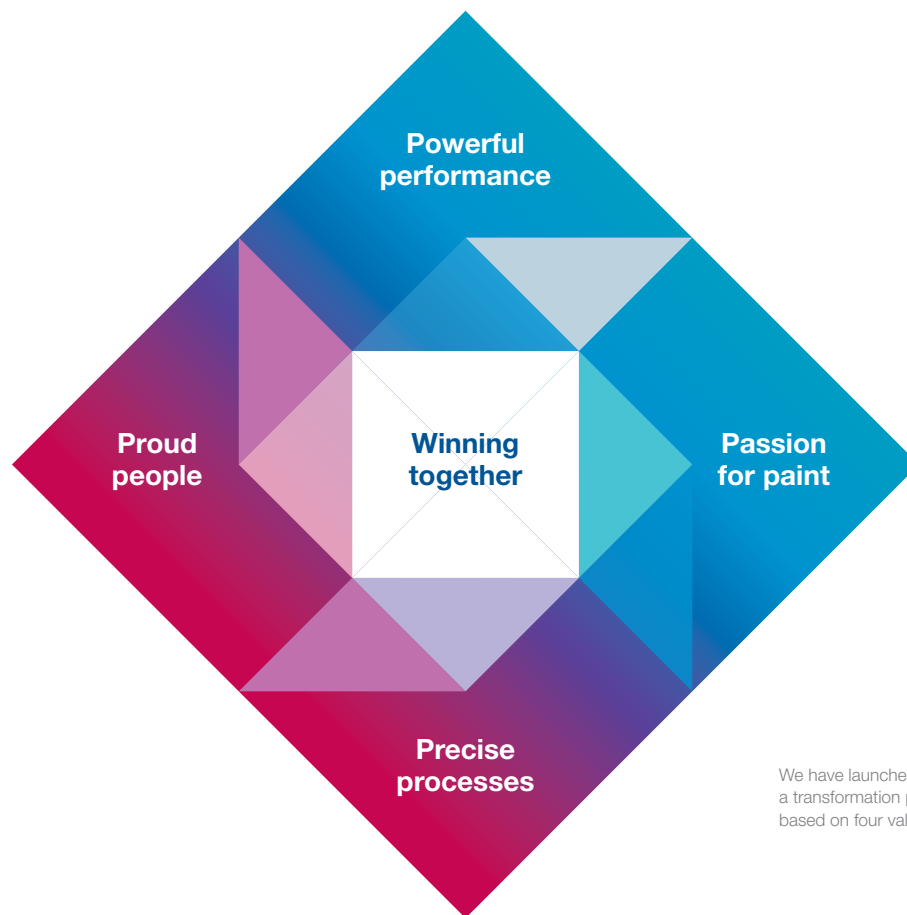 Powerful
performance
Proud
people
Winning
together
Passion
for paint
Precise
processes
We have launche
a transformation
based on four val